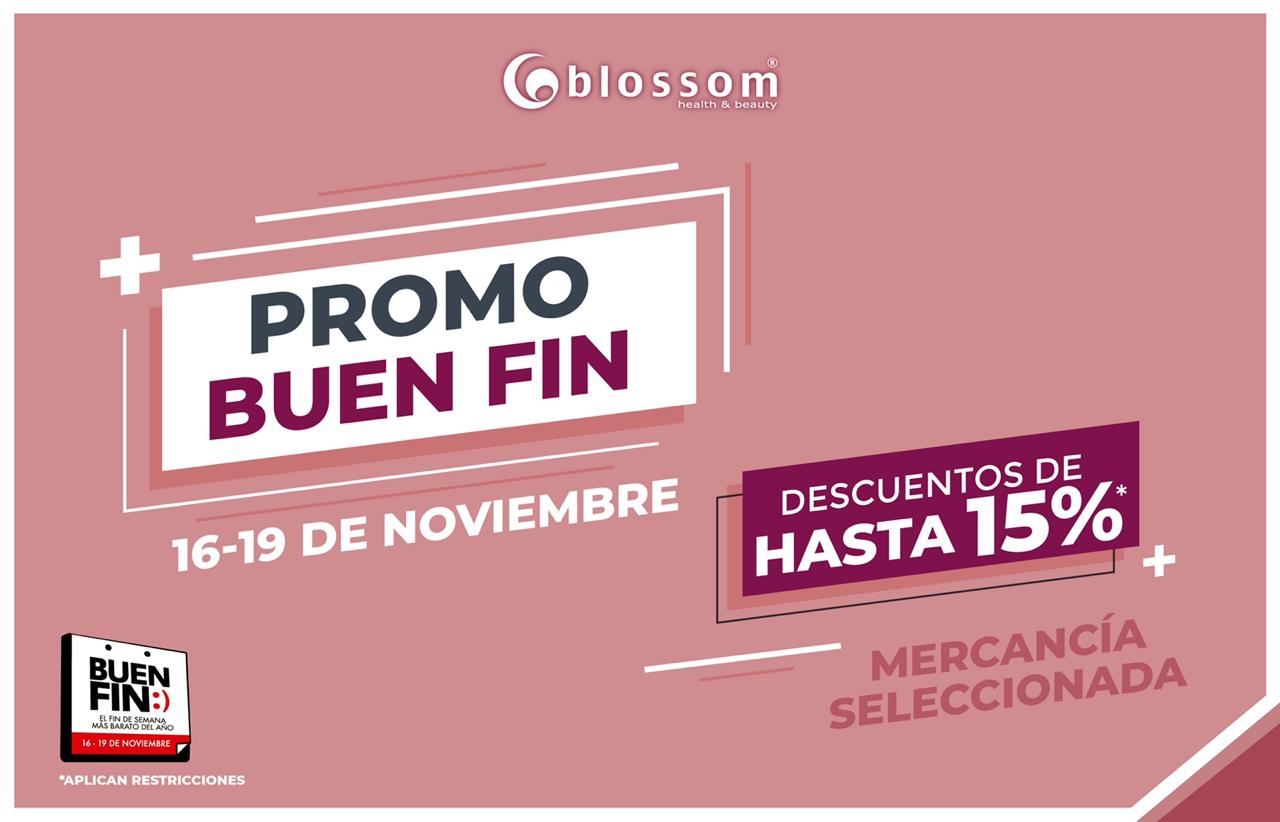 blossom®
health & beauty
PROMO
BUEN FIN
16-19 DE NOVIEMBRE
DESCUENTOS DE
HASTA 15%*
MERCANCÍA
SELECCIONADA
BUEN
FIN:)
EL FIN DE SEMANA
MÁS BARATO DEL AÑO
16 - 19 DE NOVIEMBRE
*APLICAN RESTRICCIONES